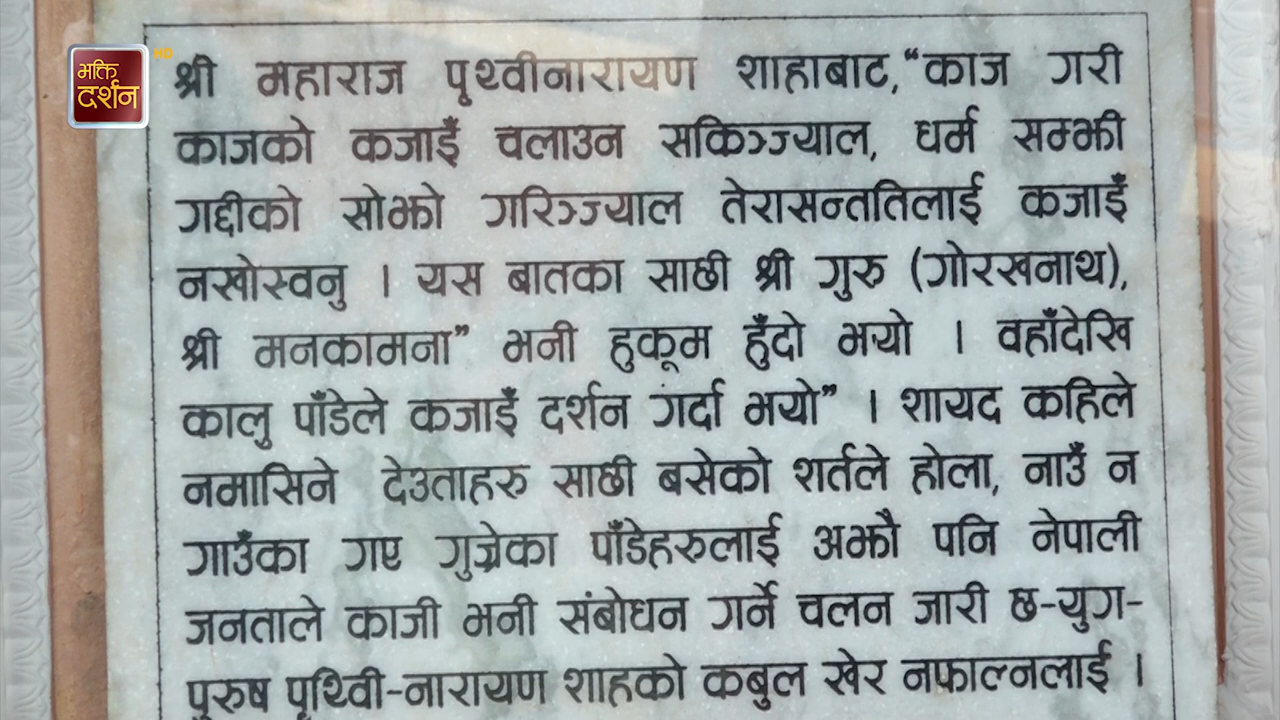 भक्ति
दर्शन
HD
श्री महाराज पृथ्वीनारायण शाहाबाट,“काज गरी
काजको कजाइँ चलाउन सकिञ्ज्याल, धर्म सम्झी
गद्दीको सोझो गरिञ्ज्याल तेरासन्ततिलाई कजाइँ
नखोस्वनु । यस बातका साछी श्री गुरु (गोरखनाथ),
श्री मनकामना” भनी हुकूम हुँदो भयो । वहाँदेखि
कालु पाँडेले कजाइँ दर्शन गर्दा भयो” । शायद कहिले
नमासिने देउताहरु साछी बसेको शर्तले होला, नाउँ न
गाउँका गए गुज्रेका पाँडेहरुलाई अझौ पनि नेपाली
जनताले काजी भनी संबोधन गर्ने चलन जारी छ-युग-
पुरुष पृथ्विी-नारायण शाहको कबुल खेर नफाल्नलाई ।